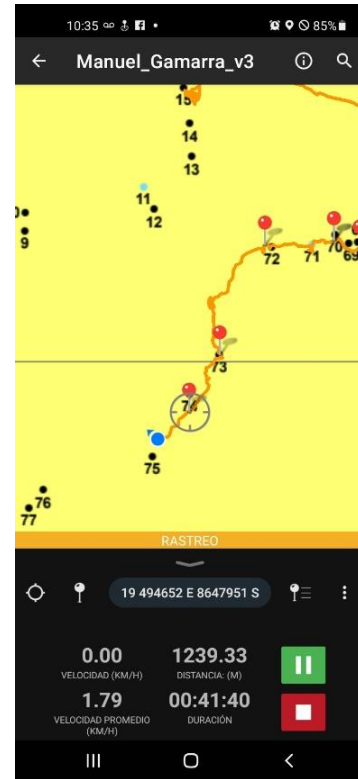 10:35 85%
Manuel_Gamarra_v3
15
14
13
11
12
9
72 71 70 69
73
74
75
76
77
RASTREO
19 494652 E 8647951 S
0.00 1239.33
VELOCIDAD (KM/H) DISTANCIA: (M)
1.79 00:41:40
VELOCIDAD PROMEDIO DURACIÓN
(KM/H)